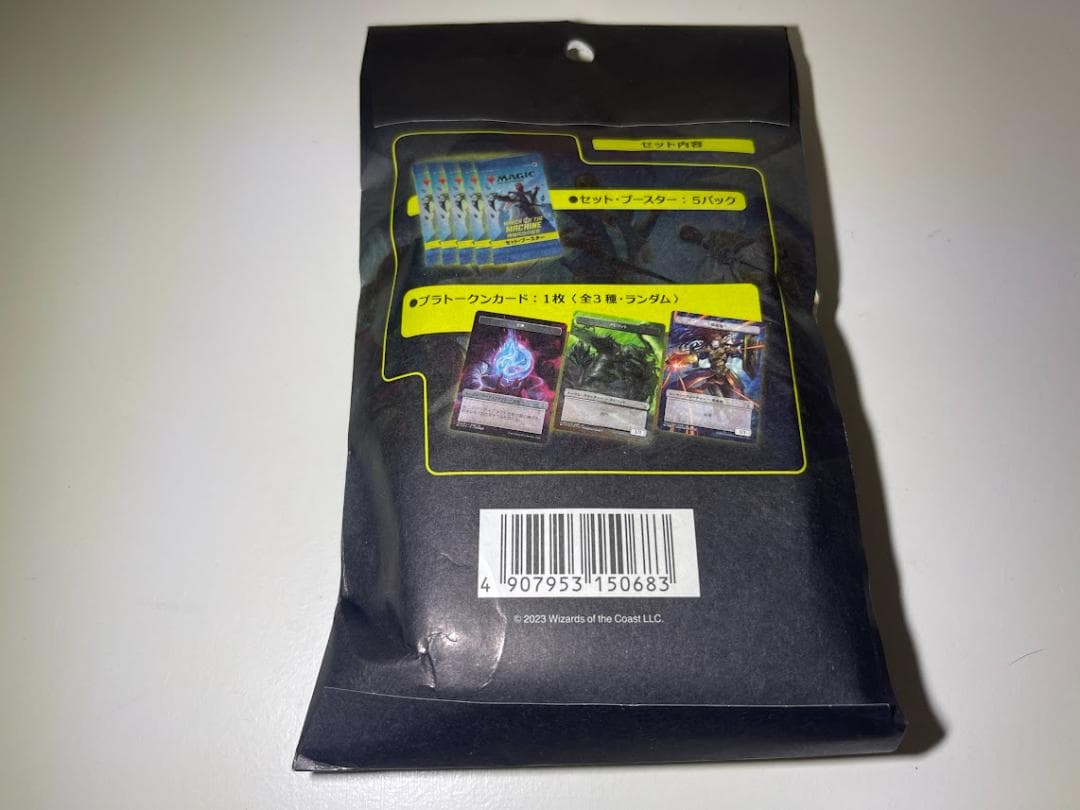 セット内容
MAGIC
●セット・ブースター：5パック
MARCH OF THE
MACHINE
セット・ブースター
●プラトークンカード：1枚〈全3種・ランダム〉
4 907953 150683
© 2023 Wizards of the Coast LLC.